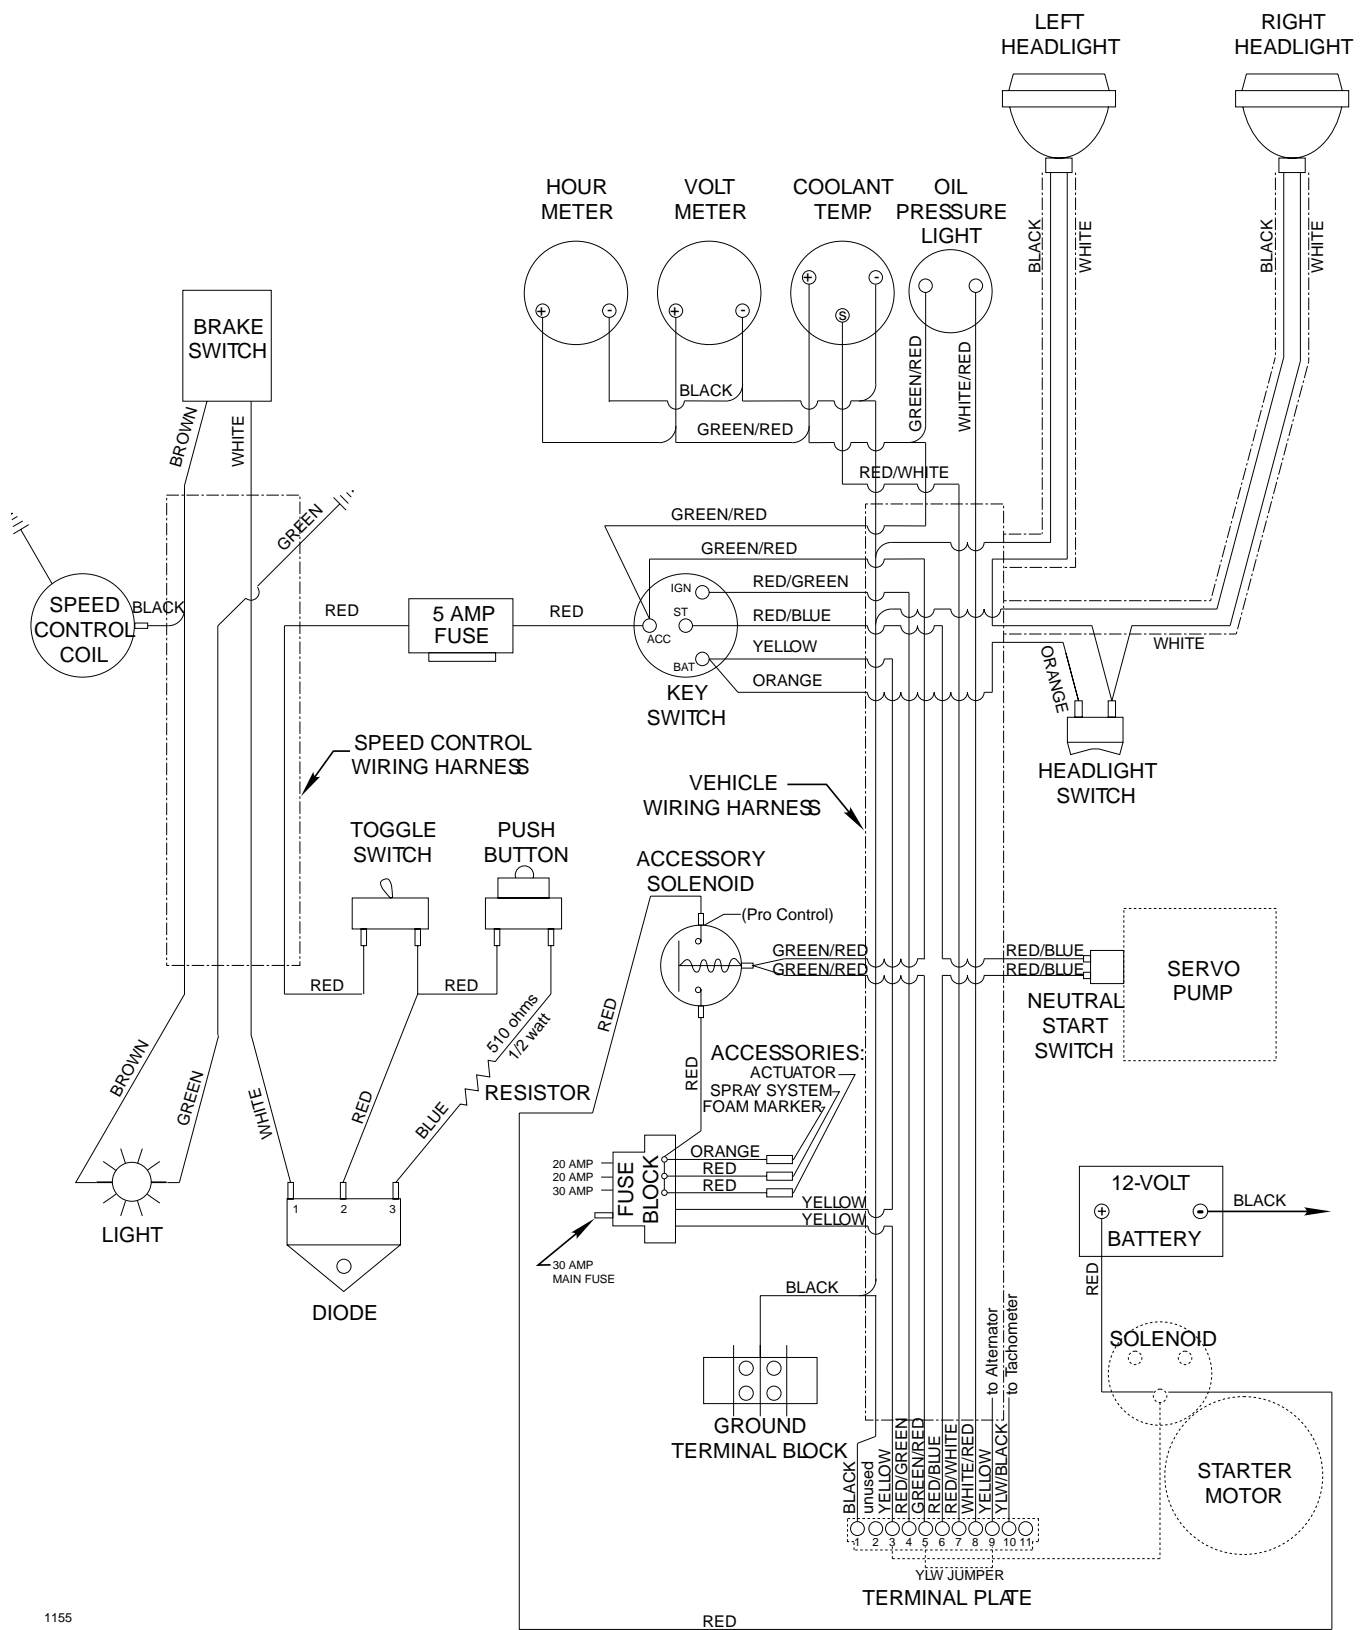 LEFT
HEADLIGHT
RIGHT
HEADLIGHT
HOUR
METER
VOLT
METER
COOLANT
TEMP.
OIL
PRESSURE
LIGHT
BLACK
WHITE
BLACK
WHITE
+
-
+
-
+
-
S
BRAKE
SWITCH
BLACK
GREEN/RED
GREEN/RED
WHITE/RED
BROWN
WHITE
RED/WHITE
GREEN
GREEN/RED
GREEN/RED
SPEED
CONTROL
COIL
BLACK
RED
5 AMP
FUSE
RED
IGN
ST
ACC
BAT
RED/GREEN
RED/BLUE
YELLOW
ORANGE
KEY
SWITCH
WHITE
ORANGE
HEADLIGHT
SWITCH
SPEED CONTROL
WIRING HARNESS
VEHICLE
WIRING HARNESS
TOGGLE
SWITCH
PUSH
BUTTON
ACCESSORY
SOLENOID
(Pro Control)
GREEN/RED
GREEN/RED
RED/BLUE
RED/BLUE
SERVO
PUMP
NEUTRAL
START
SWITCH
RED
RED
510 ohms
1/2 watt
RED
RED
RESISTOR
BROWN
GREEN
WHITE
RED
BLUE
ACCESSORIES:
ACTUATOR
SPRAY SYSTEM
FOAM MARKER
20 AMP
20 AMP
30 AMP
FUSE
BLOCK
ORANGE
RED
RED
YELLOW
YELLOW
30 AMP
MAIN FUSE
LIGHT
1
2
3
DIODE
12-VOLT
+
-
BATTERY
BLACK
RED
BLACK
to Alternator
to Tachometer
SOLENOID
GROUND
TERMINAL BLOCK
STARTER
MOTOR
BLACK
unused
YELLOW
RED/GREEN
GREEN/RED
RED/BLUE
RED/WHITE
WHITE/RED
YELLOW
YLW/BLACK
1 2 3 4 5 6 7 8 9 10 11
YLW JUMPER
TERMINAL PLATE
RED
1155